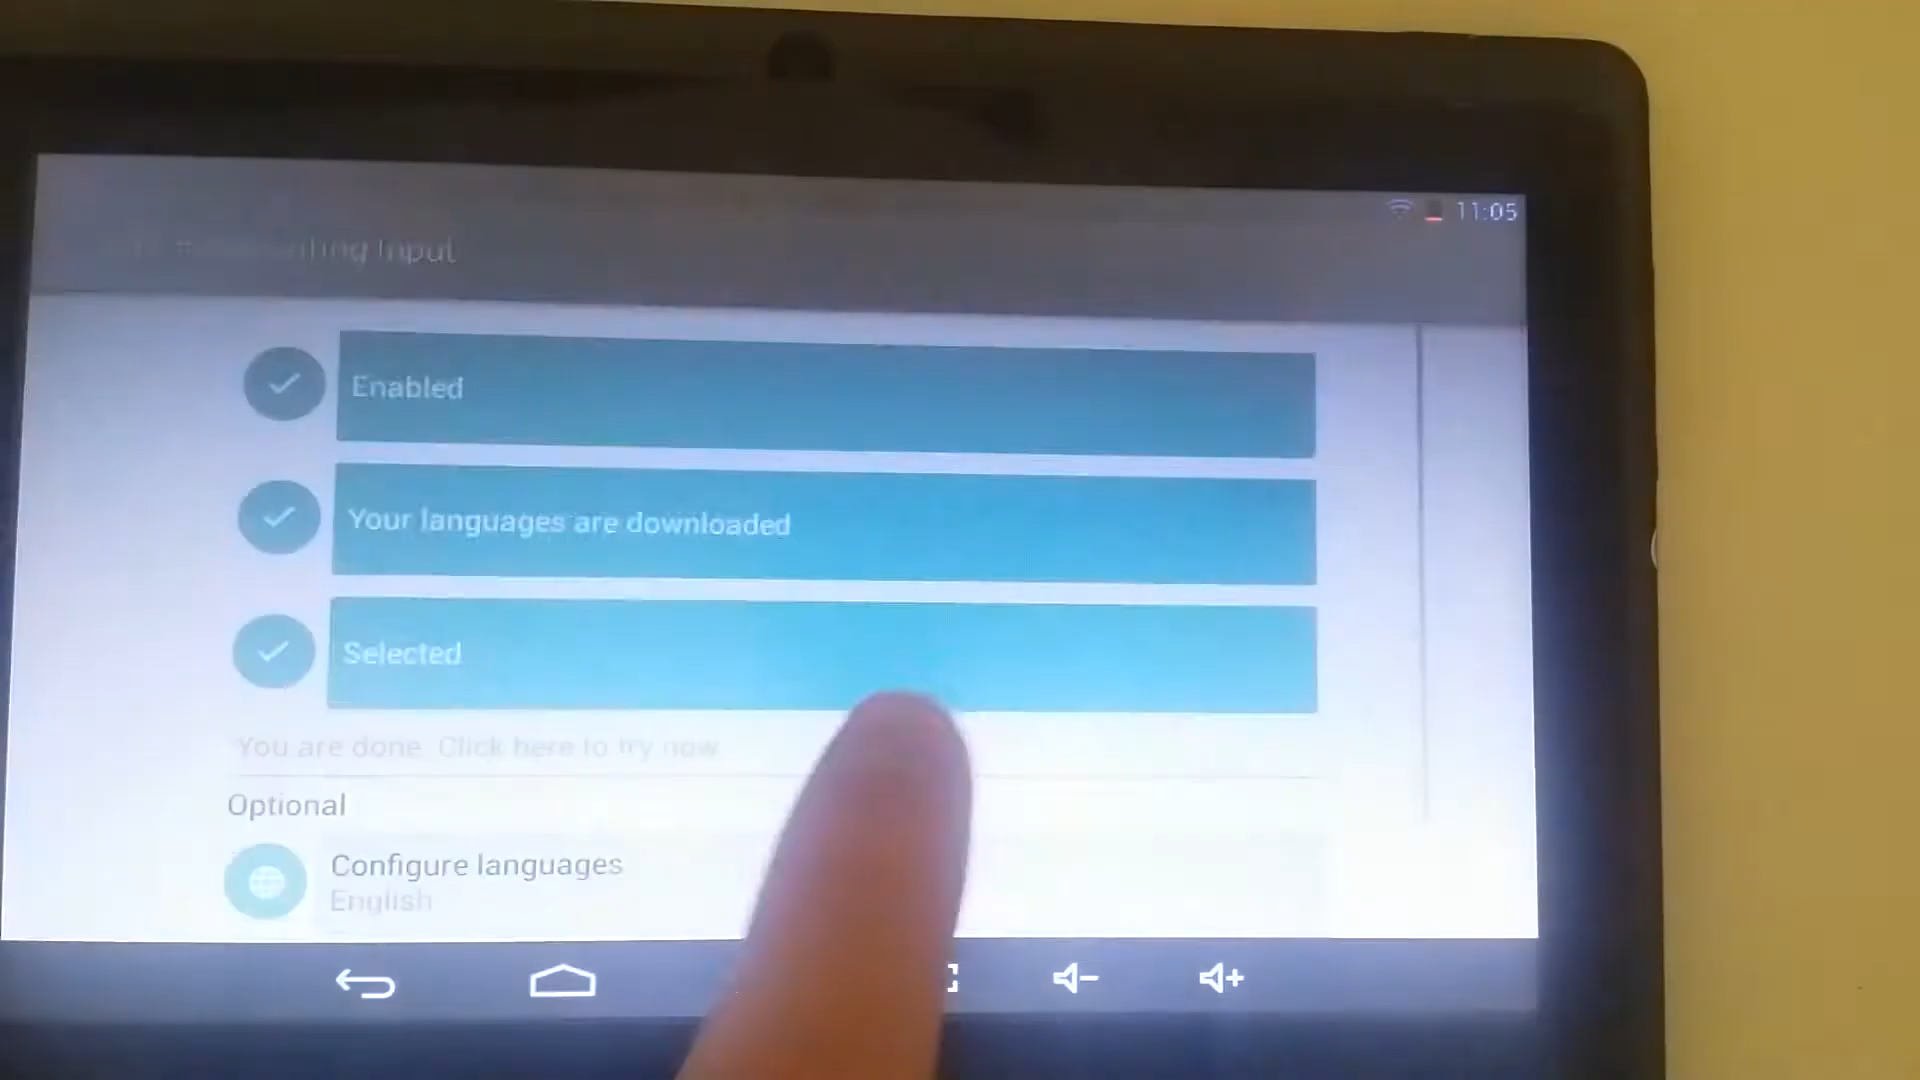 11:05
Input
Enabled
Your languages are downloaded
Selected
You are done. Click here to try now
Optional
Configure languages
English